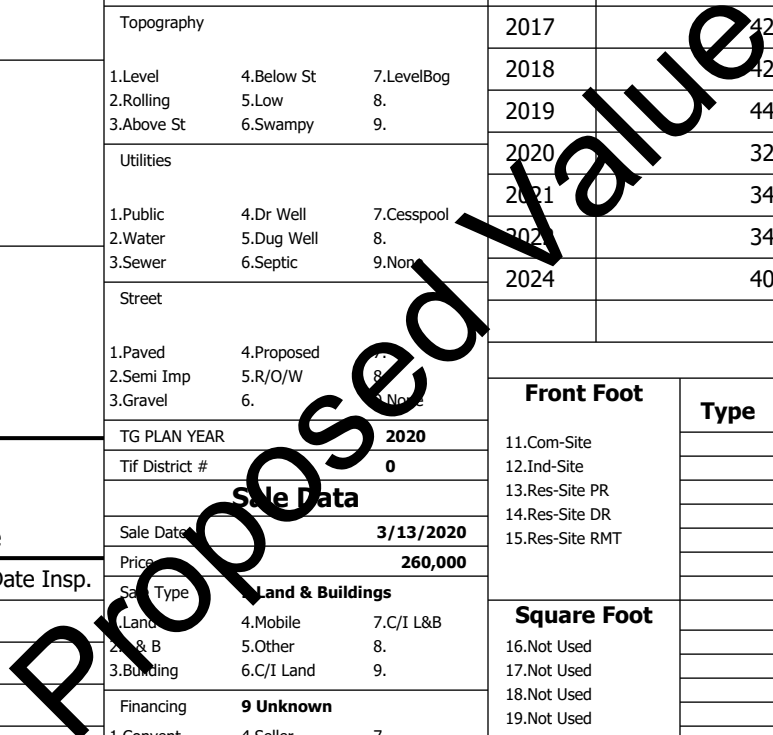 Topography
1.Level 4.Below St 7.LevelBog
2.Rolling 5.Low 8.
3.Above St 6.Swampy 9.
Utilities
1.Public 4.Dr Well 7.Cesspool
2.Water 5.Dug Well 8.
3.Sewer 6.Septic 9.None
Street
1.Paved 4.Proposed 7.
2.Semi Imp 5.R/O/W 8.
3.Gravel 6. 9.None
TG PLAN YEAR 2020
Tif District # 0
Sale Data
Sale Date 3/13/2020
Price 260,000
Sale Type Land & Buildings
1.Land 4.Mobile 7.C/I L&B
2.L & B 5.Other 8.
3.Building 6.C/I Land 9.
Financing 9 Unknown
Date Insp.
2017 42
2018 42
2019 44
2020 32
2021 34
34
2024 40
Front Foot
Type
11.Com-Site
12.Ind-Site
13.Res-Site PR
14.Res-Site DR
15.Res-Site RMT
Square Foot
16.Not Used
17.Not Used
18.Not Used
19.Not Used
Proposed Value